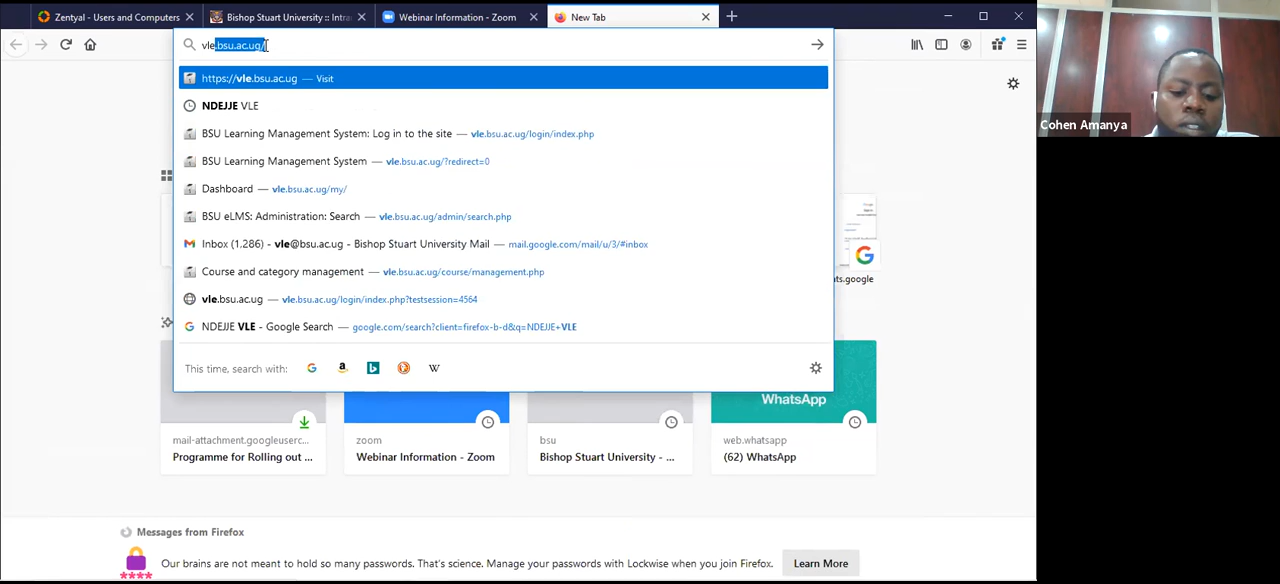 Zentyal - Users and Computers
Bishop Stuart University :: Intra
Webinar Information - Zoom
New Tab
vle.bsu.ac.ug/
https://vle.bsu.ac.ug — Visit
NDEJJE VLE
BSU Learning Management System: Log in to the site — vle.bsu.ac.ug/login/index.php
BSU Learning Management System — vle.bsu.ac.ug/?redirect=0
Dashboard — vle.bsu.ac.ug/my/
BSU eLMS: Administration: Search — vle.bsu.ac.ug/admin/search.php
Inbox (1,286) - vle@bsu.ac.ug - Bishop Stuart University Mail — mail.google.com/mail/u/3/#inbox
Course and category management — vle.bsu.ac.ug/course/management.php
vle.bsu.ac.ug — vle.bsu.ac.ug/login/index.php?testsession=4564
NDEJJE VLE - Google Search — google.com/search?client=firefox-b-d&q=NDEJJE+VLE
This time, search with:
Cohen Amanya
ts.google
WhatsApp
mail-attachment.googleuserc...
Programme for Rolling out ...
zoom
Webinar Information - Zoom
bsu
Bishop Stuart University - ...
web.whatsapp
(62) WhatsApp
Messages from Firefox
Our brains are not meant to hold so many passwords. That's science. Manage your passwords with Lockwise when you join Firefox.
Learn More